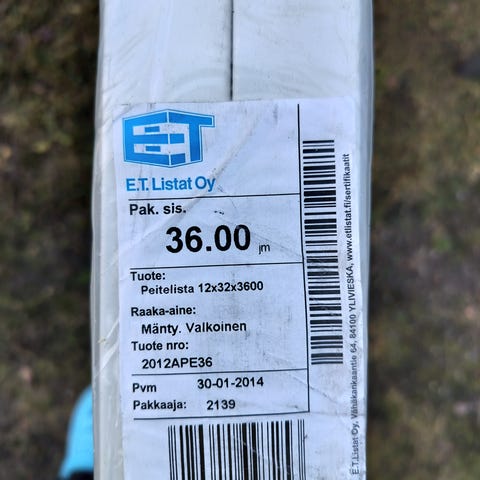 ET
E.T. Listat Oy
Pak. sis.
36.00 jm
Tuote:
Peitelista 12x32x3600
Raaka-aine:
Mänty. Valkoinen
Tuote nro:
2012APE36
Pvm 30-01-2014
Pakkaaja: 2139
E.T.Listat Oy, Vähäkankaantie 64, 84100 YLIVIESKA, www.etlistat.fi/sertifikaatit